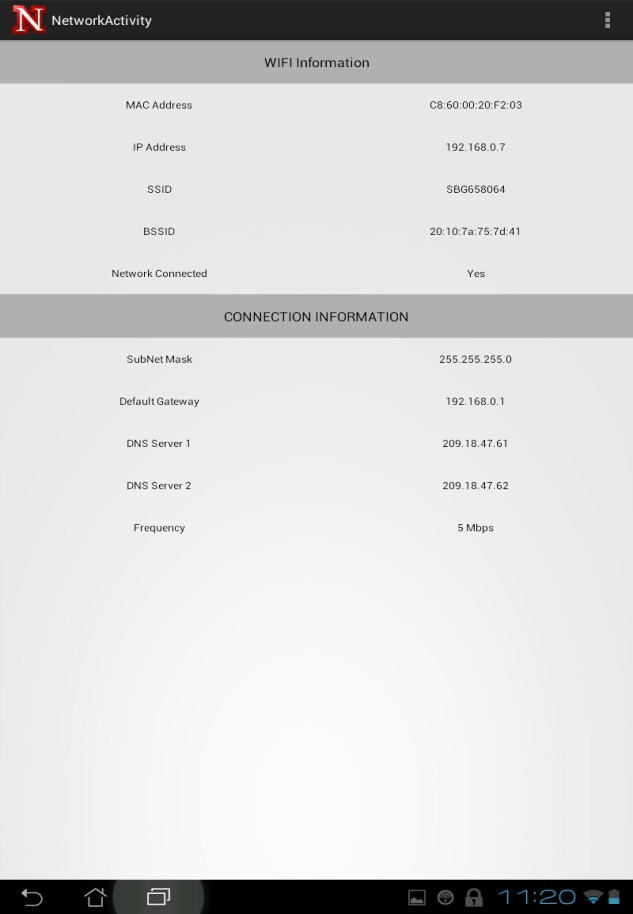 N NetworkActivity
WIFI Information
MAC Address C8:60:00:20:F2:03
IP Address 192.168.0.7
SSID SBG658064
BSSID 20:10:7a:75:7d:41
Network Connected Yes
CONNECTION INFORMATION
SubNet Mask 255.255.255.0
Default Gateway 192.168.0.1
DNS Server 1 209.18.47.61
DNS Server 2 209.18.47.62
Frequency 5 Mbps
11:20